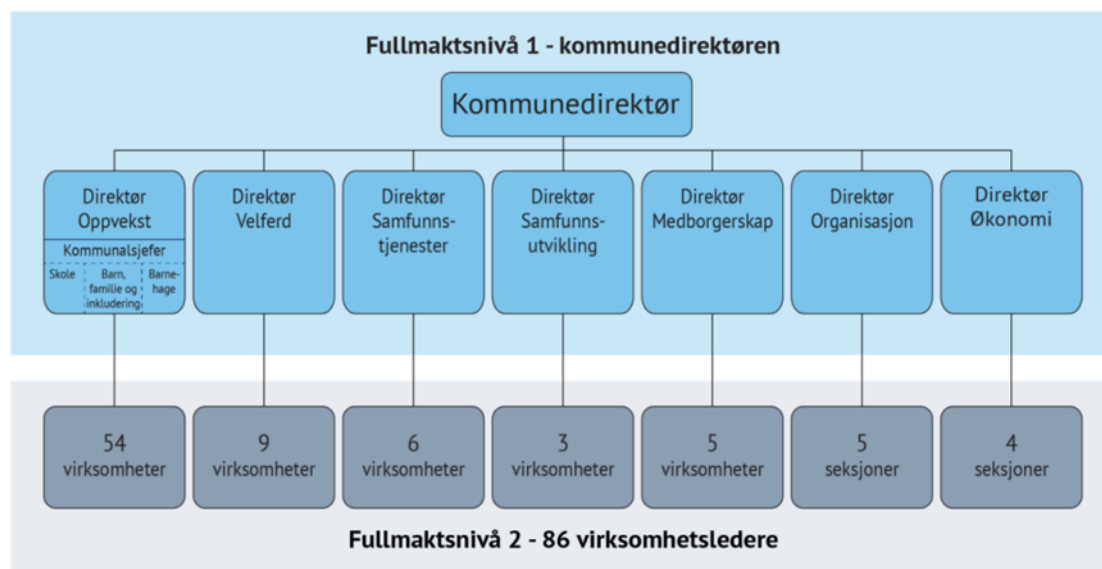 Fullmaktsnivå 1 - kommunedirektøren
Kommunedirektør
Direktør
Oppvekst
Kommunalsjefer
Skole
Barn,
familie og
inkludering
Barne-
hage
Direktør
Velferd
Direktør
Samfunns-
tjenester
Direktør
Samfunns-
utvikling
Direktør
Medborgerskap
Direktør
Organisasjon
Direktør
Økonomi
54
virksomheter
9
virksomheter
6
virksomheter
3
virksomheter
5
virksomheter
5
seksjoner
4
seksjoner
Fullmaktsnivå 2 - 86 virksomhetsledere